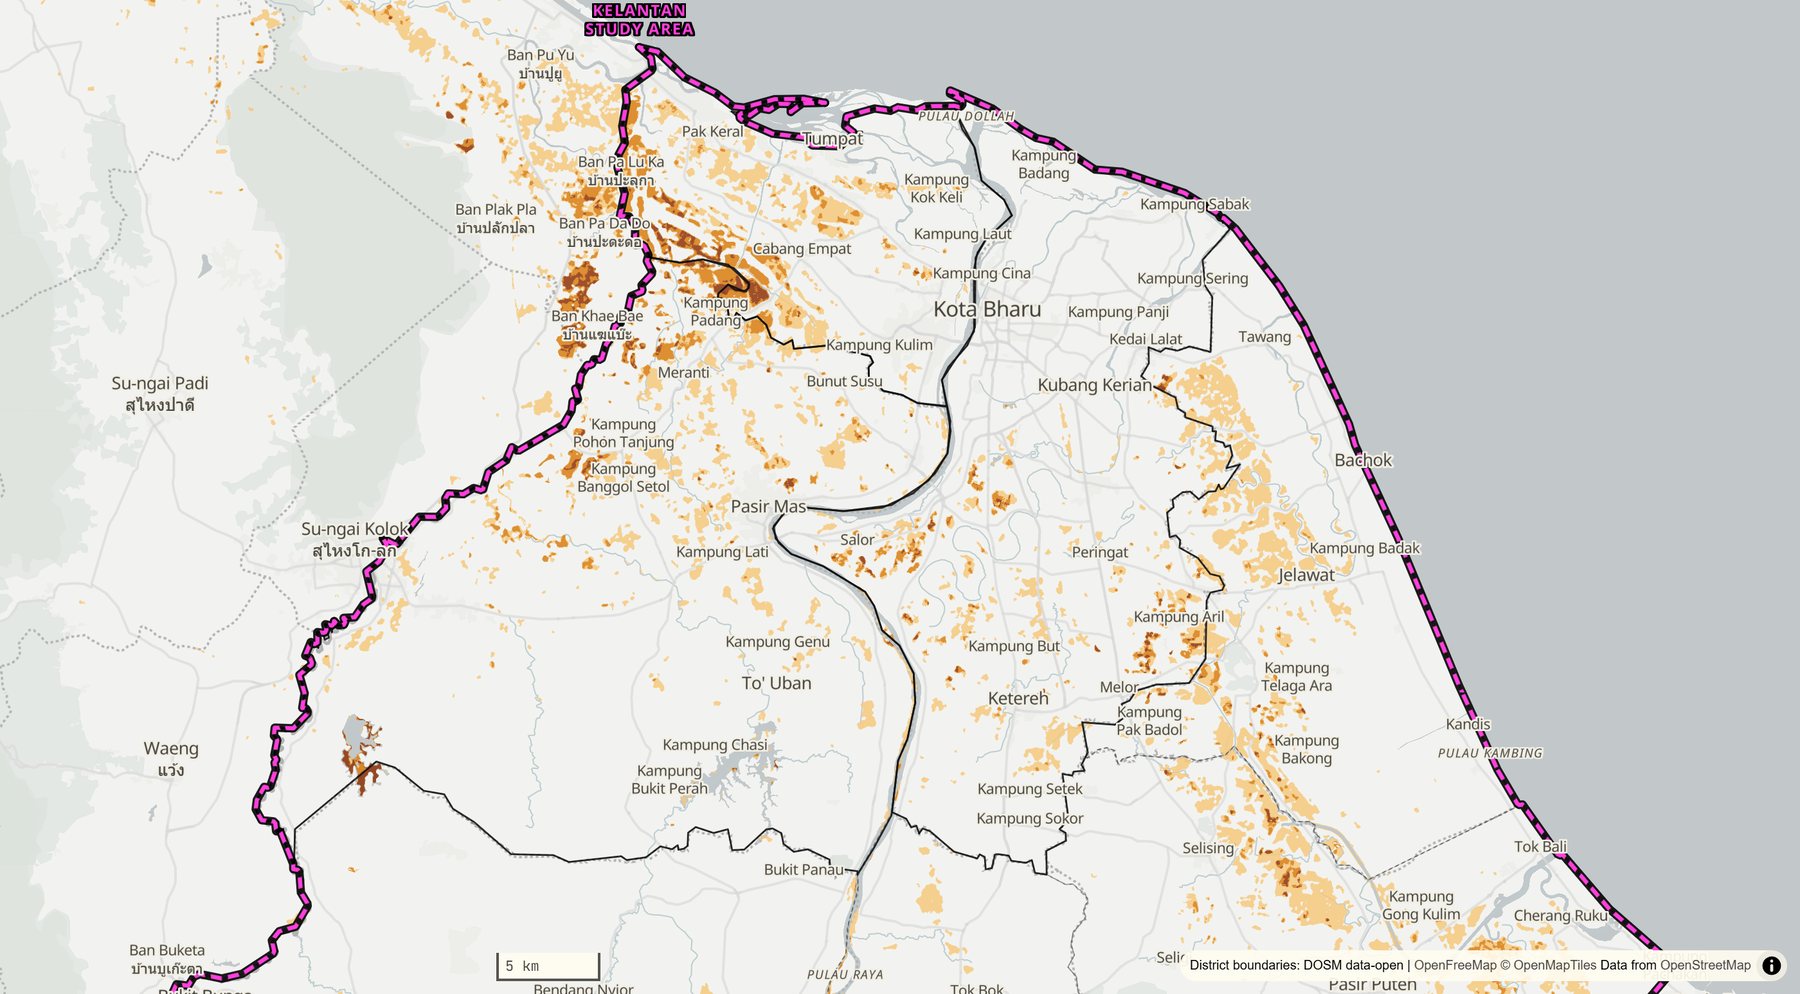 KELANTAN
STUDY AREA
Ban Pu Yu
บ้านปูยู
PULAU DOLLAH
Pak Keral
Tumpat
Kampung
Badang
Ban Pa Lu Ka
บ้านปะลุกา
Kampung
Kok Keli
Kampung Sabak
Ban Plak Pla
บ้านปลักปลา
Ban Pa Da Do
บ้านปะดะดอ
Kampung Laut
Cabang Empat
Kampung Cina
Kampung Sering
Kampung
Padang
Kota Bharu
Kampung Panji
Ban Khae Bae
บ้านแฆแบ๊ะ
Kedai Lalat
Tawang
Kampung Kulim
Meranti
Bunut Susu
Kubang Kerian
Su-ngai Padi
สุไหงปาดี
Kampung
Pohon Tanjung
Kampung
Banggol Setol
Bachok
Pasir Mas
Su-ngai Kolok
สุไหงโก-ลก
Salor
Kampung Lati
Peringat
Kampung Badak
Jelawat
Kampung Aril
Kampung Genu
Kampung But
Kampung
Telaga Ara
To' Uban
Melor
Ketereh
Kampung
Pak Badol
Kandis
Waeng
แว้ง
Kampung Chasi
Kampung
Bakong
PULAU KAMBING
Kampung
Bukit Perah
Kampung Setek
Kampung Sokor
Selising
Tok Bali
Bukit Panau
Kampung
Gong Kulim
Cherang Ruku
Ban Buketa
บ้านบูเก๊ะตา
5 km
PULAU RAYA
District boundaries: DOSM data-open | OpenFreeMap © OpenMapTiles Data from OpenStreetMap
Bendang Nyior
Tok Bok
Pasir Puteh